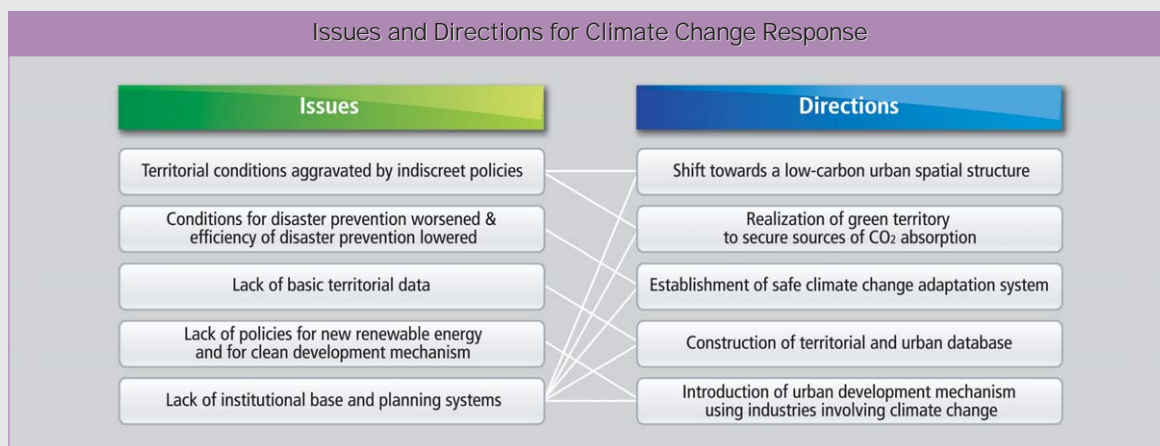 Issues and Directions for Climate Change Response
Issues
Territorial conditions aggravated by indiscreet policies
Conditions for disaster prevention worsened &
efficiency of disaster prevention lowered
Lack of basic territorial data
Lack of policies for new renewable energy
and for clean development mechanism
Lack of institutional base and planning systems
Directions
Shift towards a low-carbon urban spatial structure
Realization of green territory
to secure sources of CO₂ absorption
Establishment of safe climate change adaptation system
Construction of territorial and urban database
Introduction of urban development mechanism
using industries involving climate change